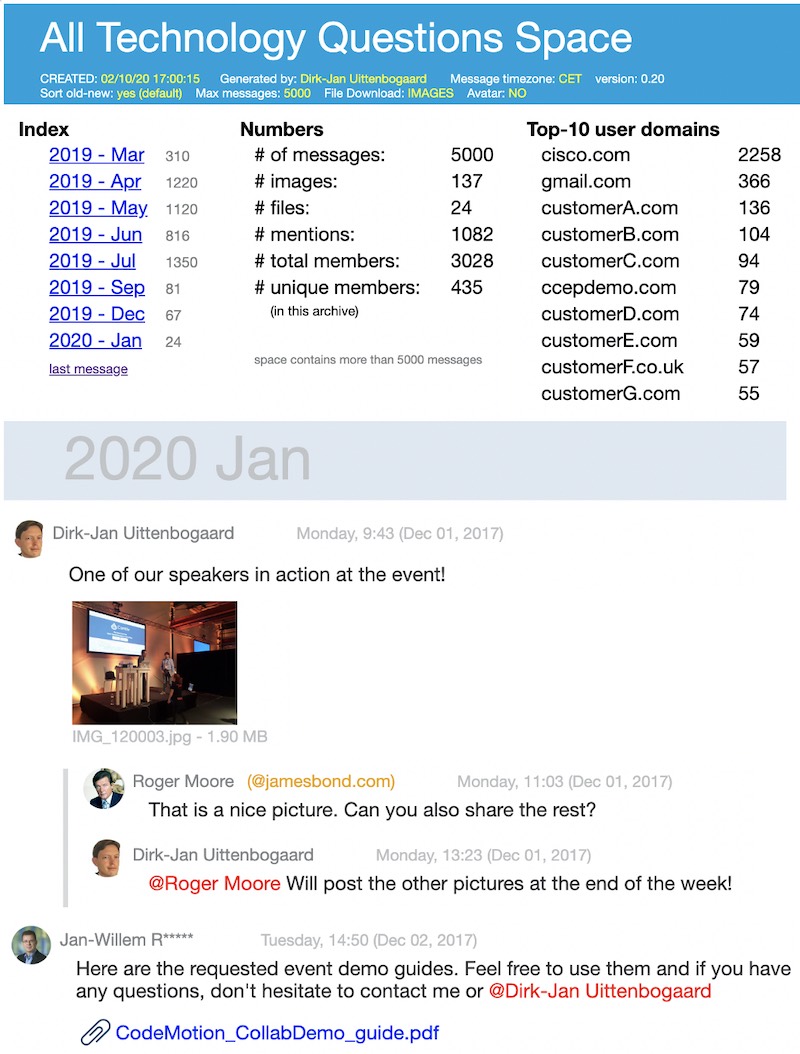 All Technology Questions Space
CREATED: 02/10/20 17:00:15 Generated by: Dirk-Jan Uittenbogaard Message timezone: CET version: 0.20
Sort old-new: yes (default) Max messages: 5000 File Download: IMAGES Avatar: NO
Index
2019 - Mar 310
2019 - Apr 1220
2019 - May 1120
2019 - Jun 816
2019 - Jul 1350
2019 - Sep 81
2019 - Dec 67
2020 - Jan 24
last message
Numbers
# of messages: 5000
# images: 137
# files: 24
# mentions: 1082
# total members: 3028
# unique members: 435
(in this archive)
space contains more than 5000 messages
Top-10 user domains
cisco.com 2258
gmail.com 366
customerA.com 136
customerB.com 104
customerC.com 94
ccepdemo.com 79
customerD.com 74
customerE.com 59
customerF.co.uk 57
customerG.com 55
2020 Jan
Dirk-Jan Uittenbogaard Monday, 9:43 (Dec 01, 2017)
One of our speakers in action at the event!
IMG_120003.jpg - 1.90 MB
Roger Moore (@jamesbond.com) Monday, 11:03 (Dec 01, 2017)
That is a nice picture. Can you also share the rest?
Dirk-Jan Uittenbogaard Monday, 13:23 (Dec 01, 2017)
@Roger Moore Will post the other pictures at the end of the week!
Jan-Willem R***** Tuesday, 14:50 (Dec 02, 2017)
Here are the requested event demo guides. Feel free to use them and if you have
any questions, don't hesitate to contact me or @Dirk-Jan Uittenbogaard
CodeMotion_CollabDemo_guide.pdf